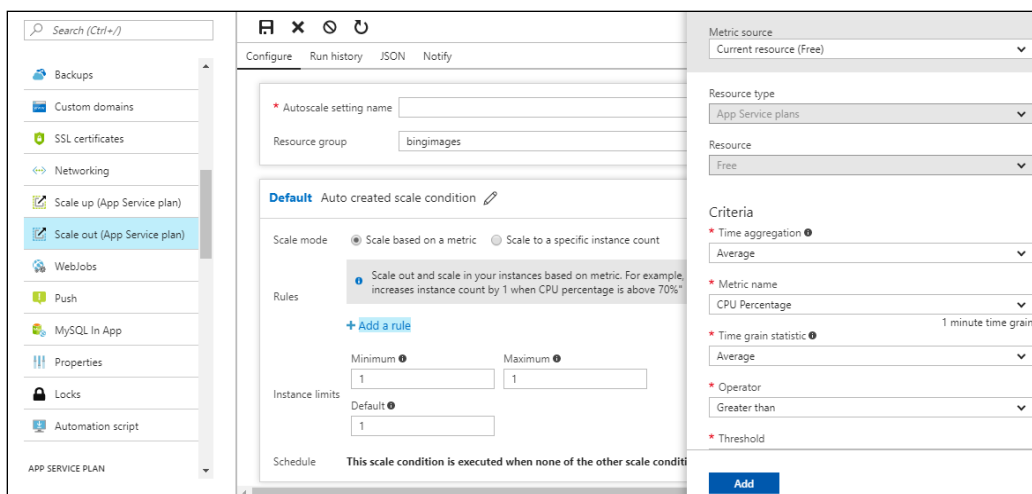 Search (Ctrl+/)
Backups
Custom domains
SSL certificates
Networking
Scale up (App Service plan)
Scale out (App Service plan)
WebJobs
Push
MySQL In App
Properties
Locks
Automation script
APP SERVICE PLAN
Configure Run history JSON Notify
* Autoscale setting name
Resource group bingimages
Default Auto created scale condition
Scale mode Scale based on a metric Scale to a specific instance count
Rules
Scale out and scale in your instances based on metric. For example,
increases instance count by 1 when CPU percentage is above 70%"
+ Add a rule
Instance limits
Minimum Maximum
1 1
Default
1
Schedule This scale condition is executed when none of the other scale conditi
Metric source
Current resource (Free)
Resource type
App Service plans
Resource
Free
Criteria
* Time aggregation
Average
* Metric name
CPU Percentage
1 minute time grain
* Time grain statistic
Average
* Operator
Greater than
* Threshold
Add